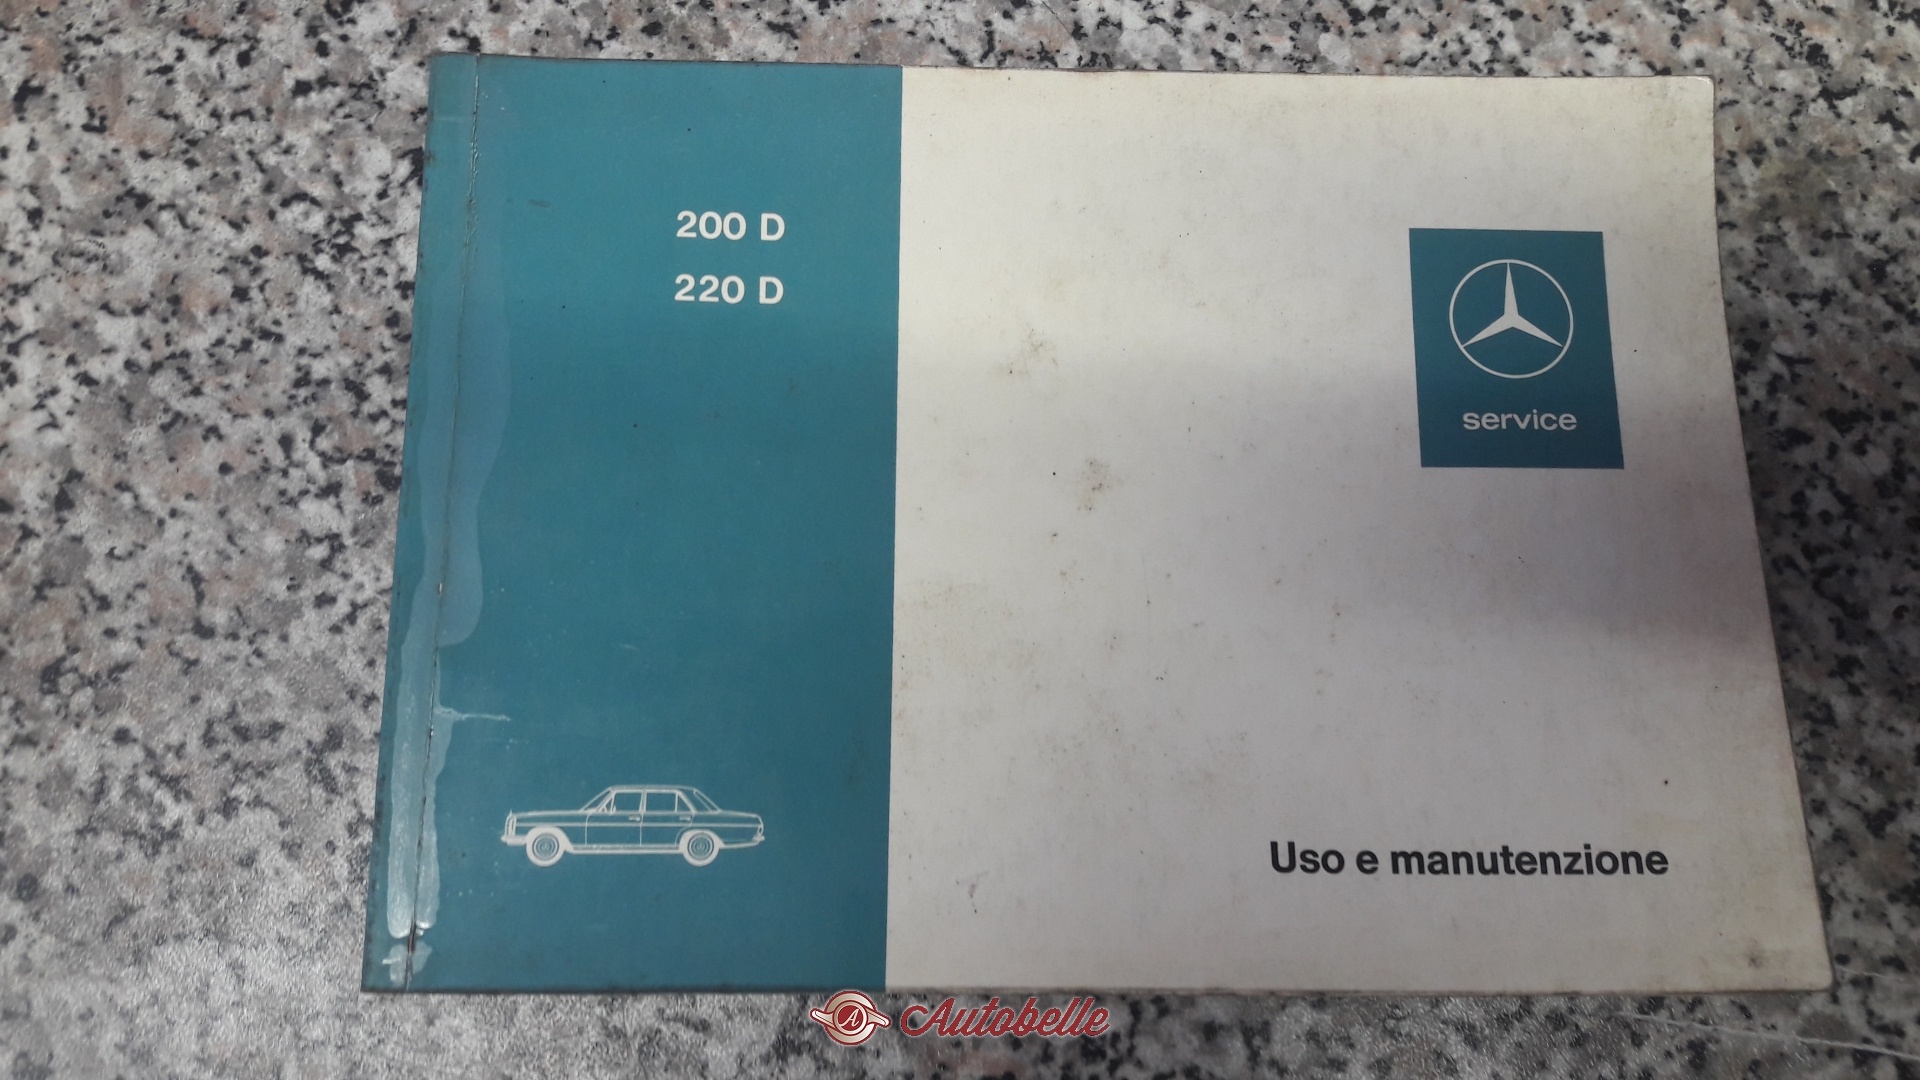 200 D
220 D
service
Uso e manutenzione
A Autobelle